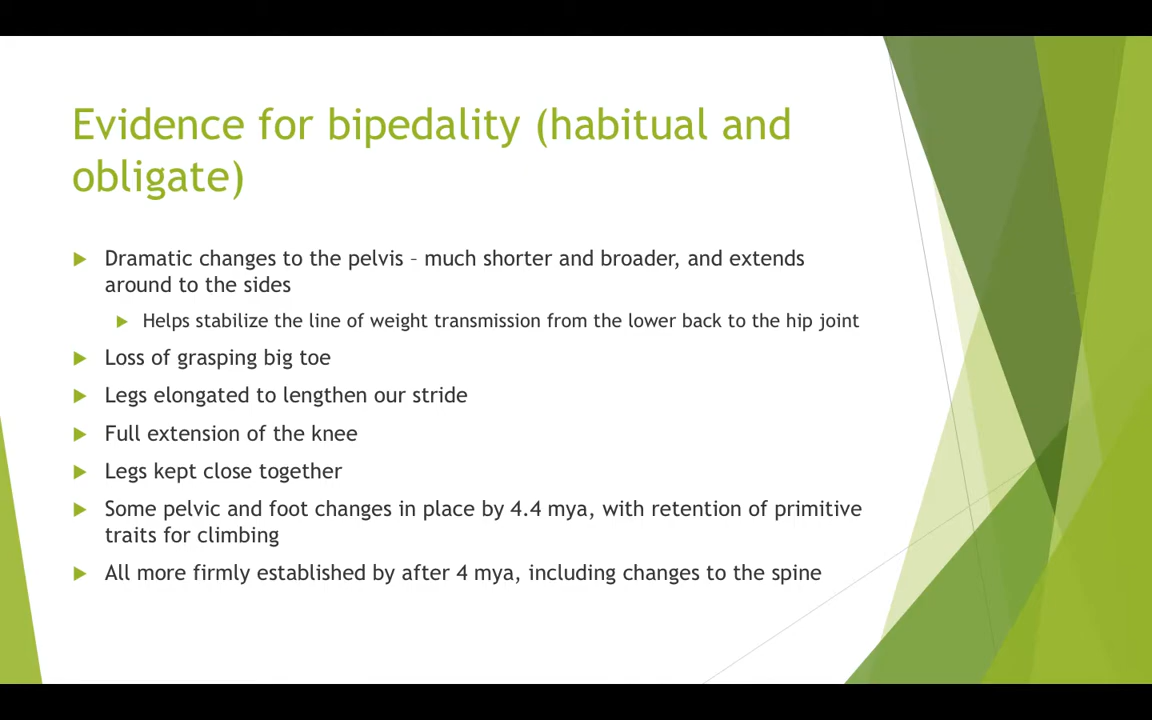 Evidence for bipedality (habitual and
obligate)
Dramatic changes to the pelvis – much shorter and broader, and extends
around to the sides
Helps stabilize the line of weight transmission from the lower back to the hip joint
Loss of grasping big toe
Legs elongated to lengthen our stride
Full extension of the knee
Legs kept close together
Some pelvic and foot changes in place by 4.4 mya, with retention of primitive
traits for climbing
All more firmly established by after 4 mya, including changes to the spine